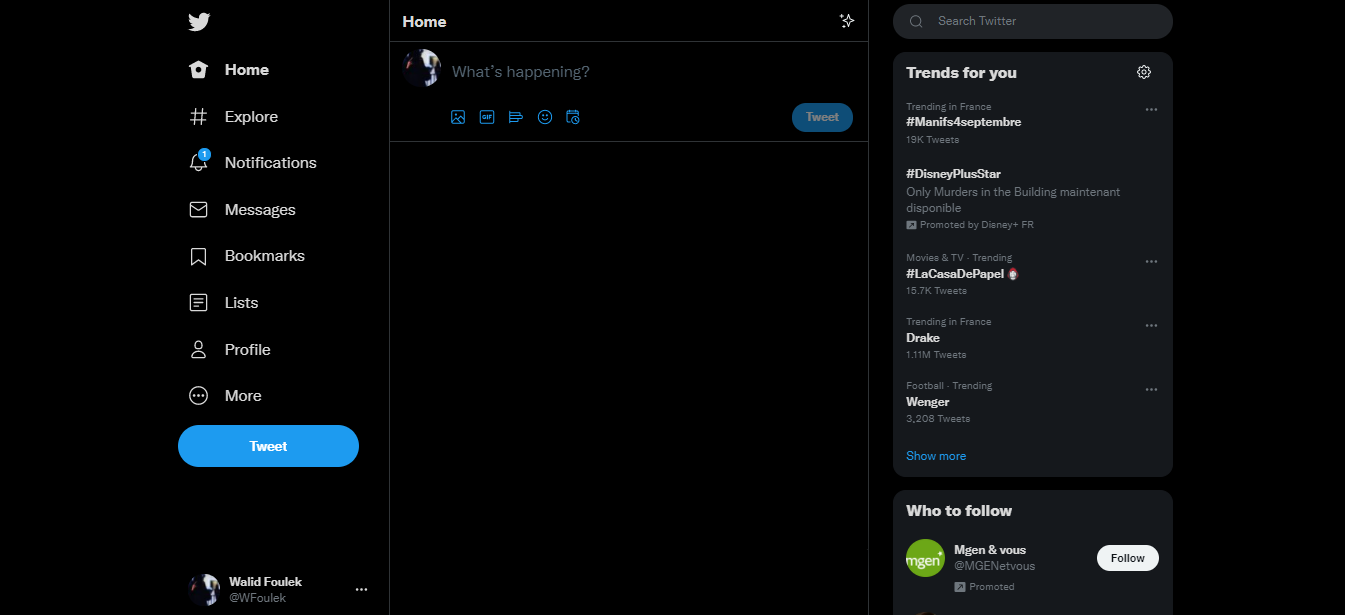 Home
Explore
1
Notifications
Messages
Bookmarks
Lists
Profile
More
Tweet
Walid Foulek
@WFoulek
Home
What's happening?
GIF
Tweet
Search Twitter
Trends for you
Trending in France
#Manifs4septembre
19K Tweets
#DisneyPlusStar
Only Murders in the Building maintenant
disponible
Promoted by Disney+ FR
Movies & TV · Trending
#LaCasaDePapel
15.7K Tweets
Trending in France
Drake
1.11M Tweets
Football · Trending
Wenger
3,208 Tweets
Show more
Who to follow
mgen
Mgen & vous
@MGENetvous
Promoted
Follow